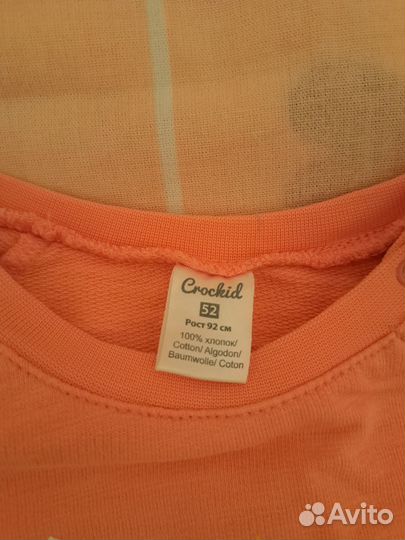 Crockid
52
Рост 92 см
100% хлопок/
Cotton/ Algodon/
Baumwolle/ Coton
Avito